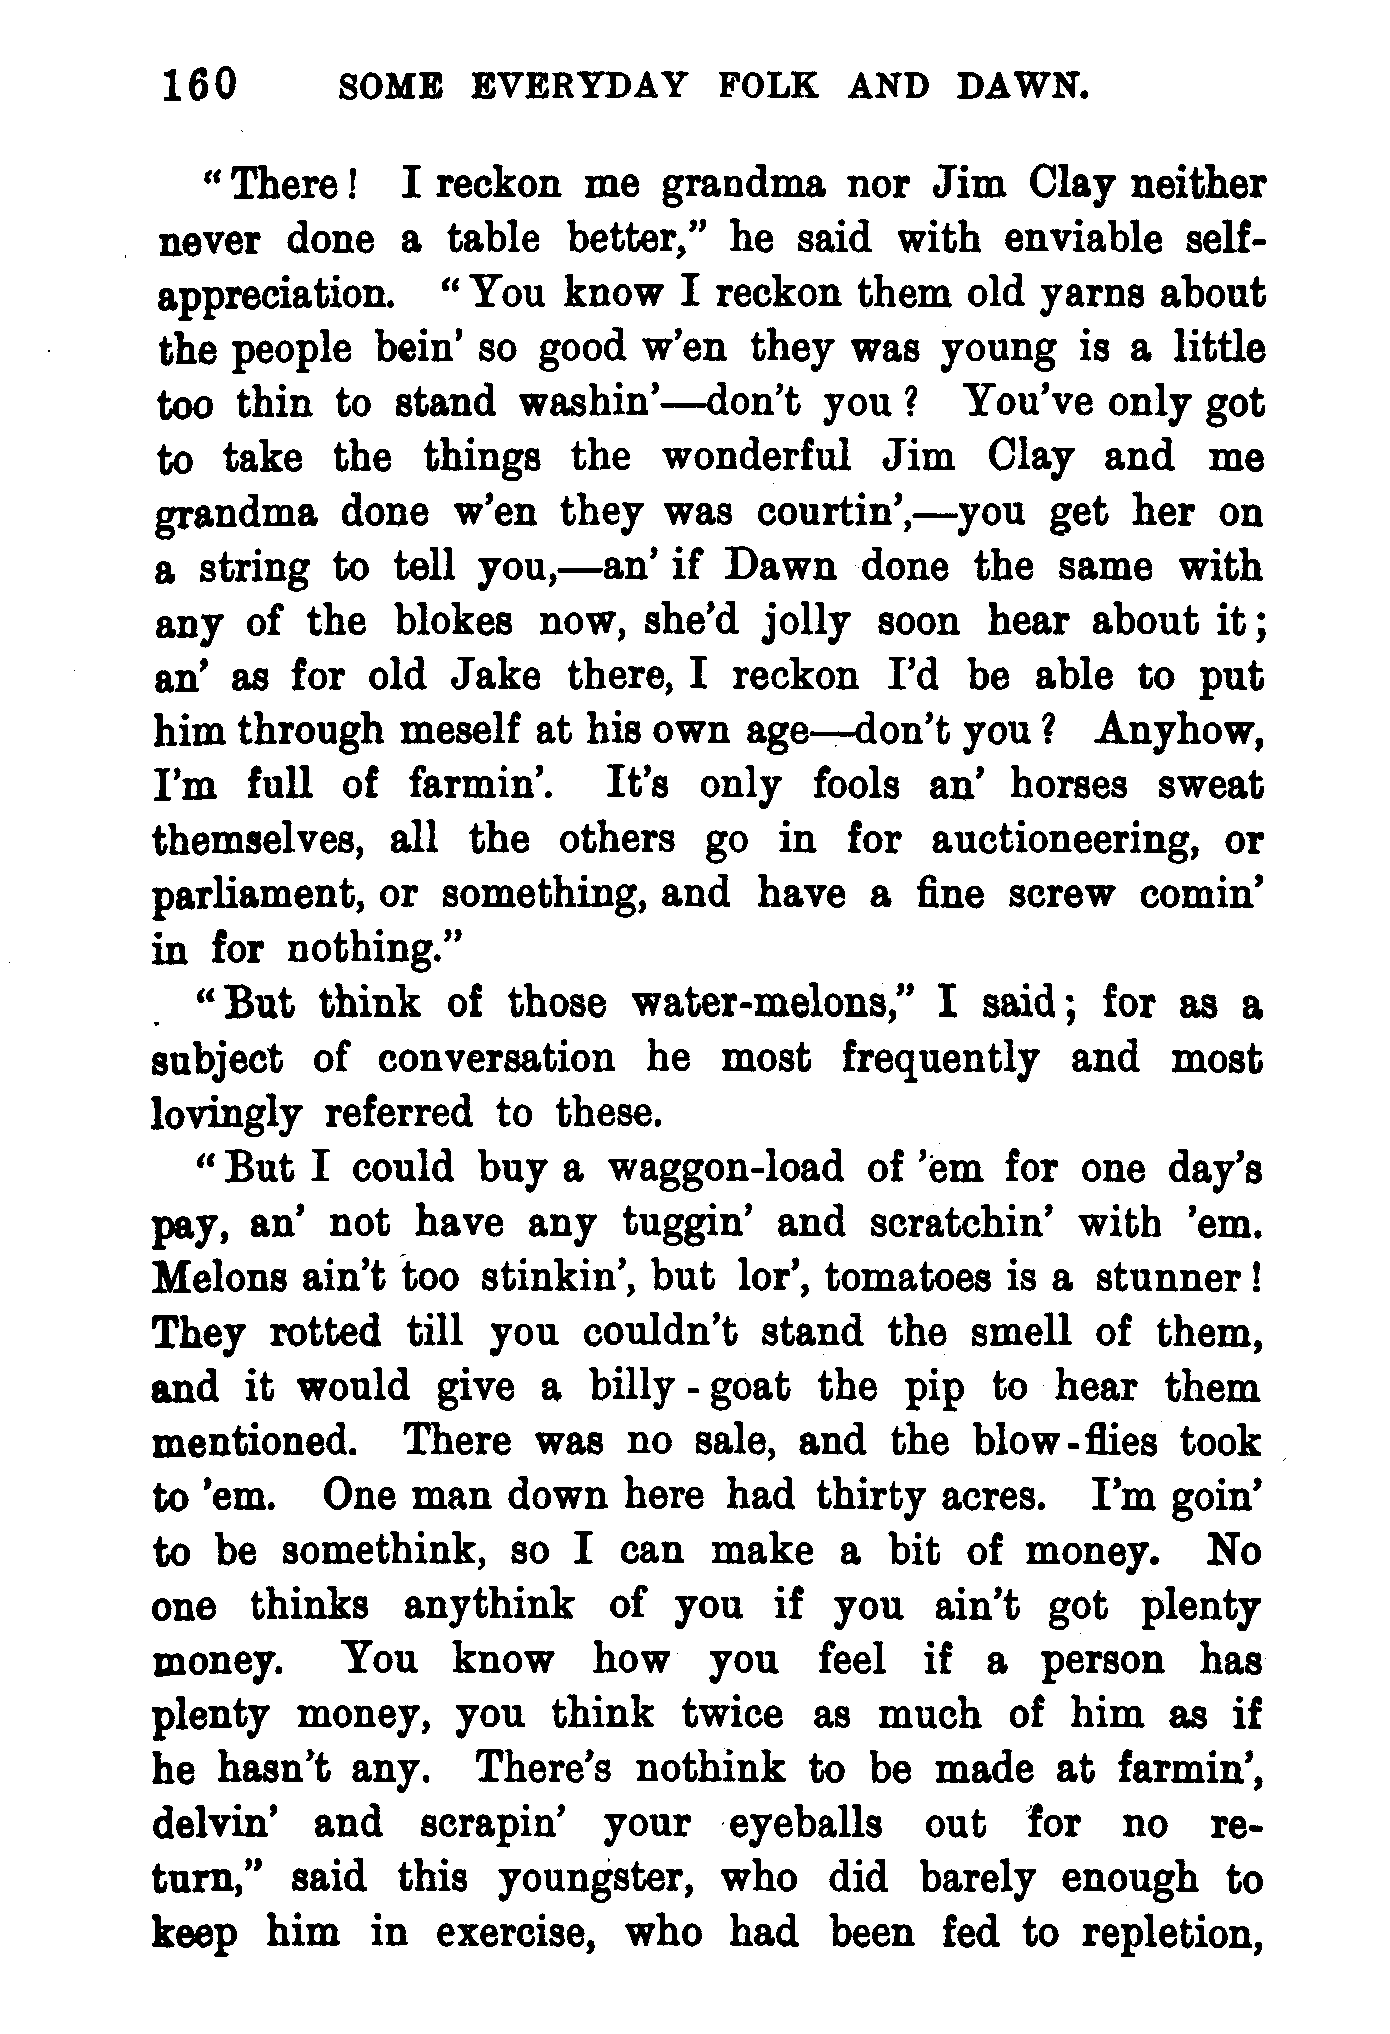 160 SOME EVERYDAY FOLK AND DAWN.
"There! I reckon me grandma nor Jim Clay neither
never done a table better," he said with enviable self-
appreciation. "You know I reckon them old yarns about
the people bein' so good w'en they was young is a little
too thin to stand washin'—don't you? You've only got
to take the things the wonderful Jim Clay and me
grandma done w'en they was courtin',—you get her on
a string to tell you,—an' if Dawn done the same with
any of the blokes now, she'd jolly soon hear about it;
an' as for old Jake there, I reckon I'd be able to put
him through meself at his own age—don't you? Anyhow,
I'm full of farmin'. It's only fools an' horses sweat
themselves, all the others go in for auctioneering, or
parliament, or something, and have a fine screw comin'
in for nothing."
"But think of those water-melons," I said; for as a
subject of conversation he most frequently and most
lovingly referred to these.
"But I could buy a waggon-load of 'em for one day's
pay, an' not have any tuggin' and scratchin' with 'em.
Melons ain't too stinkin', but lor', tomatoes is a stunner!
They rotted till you couldn't stand the smell of them,
and it would give a billy-goat the pip to hear them
mentioned. There was no sale, and the blow-flies took
to 'em. One man down here had thirty acres. I'm goin'
to be somethink, so I can make a bit of money. No
one thinks anythink of you if you ain't got plenty
money. You know how you feel if a person has
plenty money, you think twice as much of him as if
he hasn't any. There's nothink to be made at farmin',
delvin' and scrapin' your eyeballs out for no re-
turn," said this youngster, who did barely enough to
keep him in exercise, who had been fed to repletion,